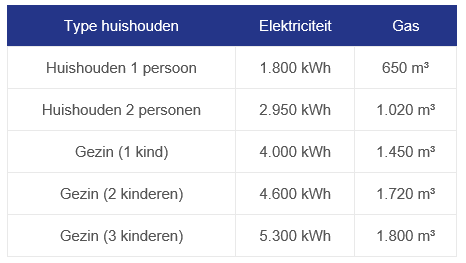 Type huishouden Elektriciteit Gas
Huishouden 1 persoon 1.800 kWh 650 m³
Huishouden 2 personen 2.950 kWh 1.020 m³
Gezin (1 kind) 4.000 kWh 1.450 m³
Gezin (2 kinderen) 4.600 kWh 1.720 m³
Gezin (3 kinderen) 5.300 kWh 1.800 m³